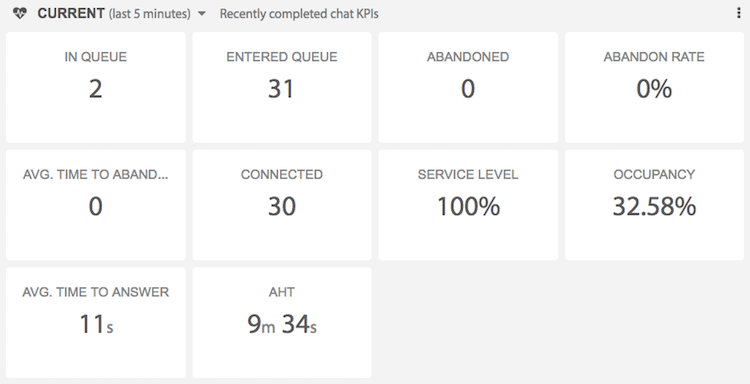 CURRENT (last 5 minutes) Recently completed chat KPIs
IN QUEUE
2
ENTERED QUEUE
31
ABANDONED
0
ABANDON RATE
0%
AVG. TIME TO ABAND...
0
CONNECTED
30
SERVICE LEVEL
100%
OCCUPANCY
32.58%
AVG. TIME TO ANSWER
11s
AHT
9m 34s